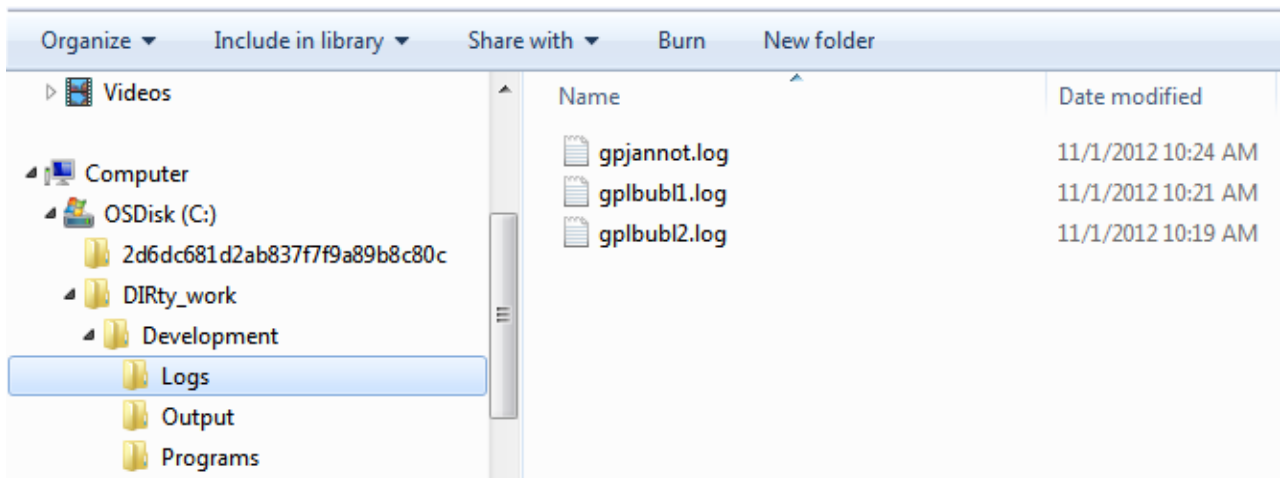 Organize Include in library Share with Burn New folder
Videos
Computer
OSDisk (C:)
2d6dc681d2ab837f7f9a89b8c80c
DIRty_work
Development
Logs
Output
Programs
Name Date modified
gpjannot.log 11/1/2012 10:24 AM
gplbubl1.log 11/1/2012 10:21 AM
gplbubl2.log 11/1/2012 10:19 AM